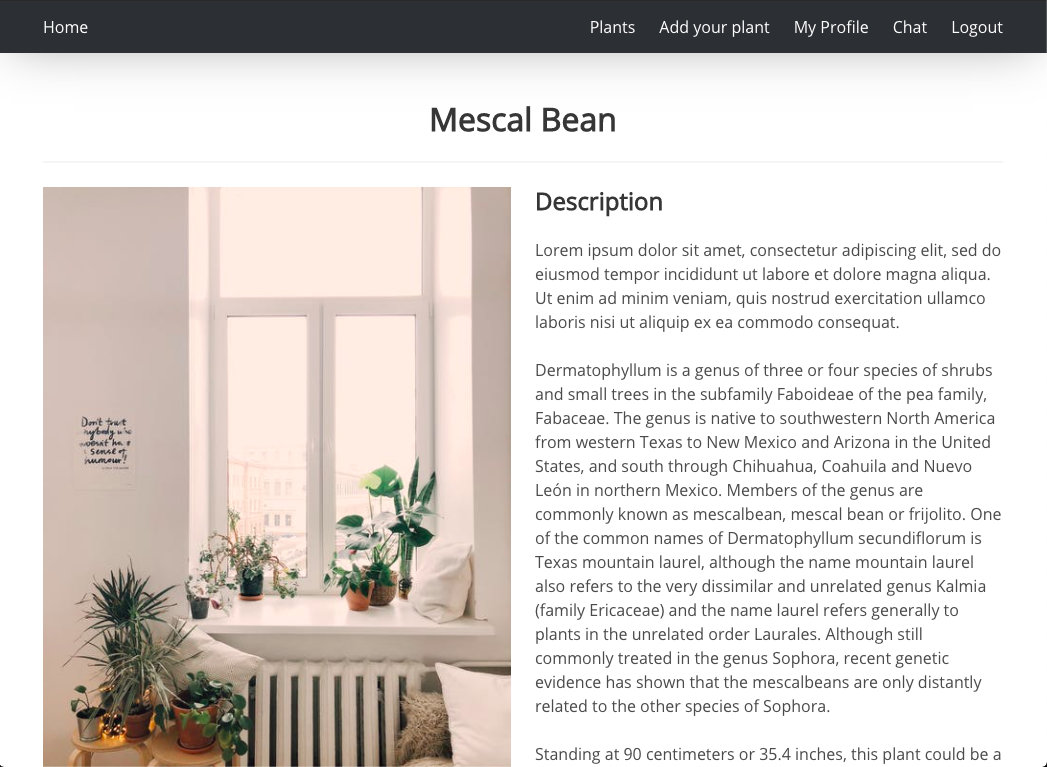 Home Plants Add your plant My Profile Chat Logout
Mescal Bean
Don't trust
Description
Lorem ipsum dolor sit amet, consectetur adipiscing elit, sed do
eiusmod tempor incididunt ut labore et dolore magna aliqua.
Ut enim ad minim veniam, quis nostrud exercitation ullamco
laboris nisi ut aliquip ex ea commodo consequat.
Dermatophyllum is a genus of three or four species of shrubs
and small trees in the subfamily Faboideae of the pea family,
Fabaceae. The genus is native to southwestern North America
from western Texas to New Mexico and Arizona in the United
States, and south through Chihuahua, Coahuila and Nuevo
León in northern Mexico. Members of the genus are
commonly known as mescalbean, mescal bean or frijolito. One
of the common names of Dermatophyllum secundiflorum is
Texas mountain laurel, although the name mountain laurel
also refers to the very dissimilar and unrelated genus Kalmia
(family Ericaceae) and the name laurel refers generally to
plants in the unrelated order Laurales. Although still
commonly treated in the genus Sophora, recent genetic
evidence has shown that the mescalbeans are only distantly
related to the other species of Sophora.
Standing at 90 centimeters or 35.4 inches, this plant could be a